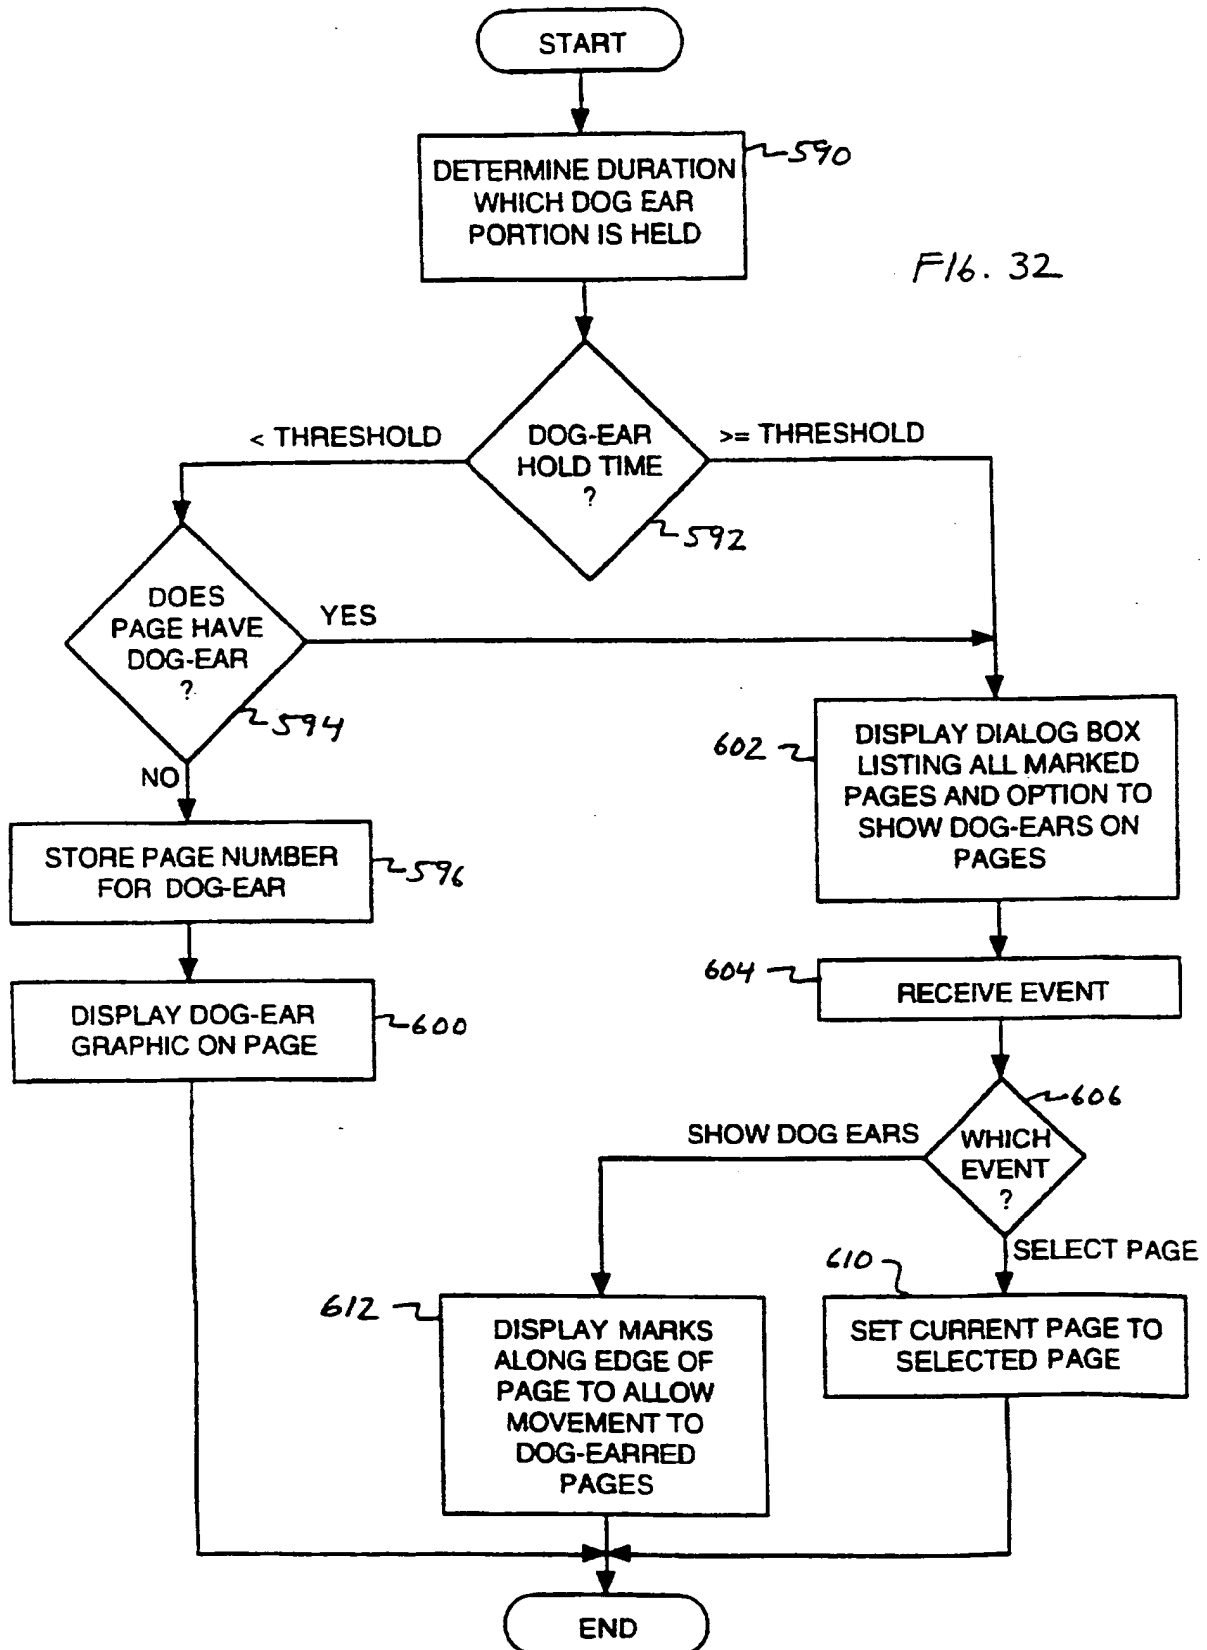 START
DETERMINE DURATION
WHICH DOG EAR
PORTION IS HELD
590
FIG. 32
< THRESHOLD
DOG-EAR
HOLD TIME
?
>= THRESHOLD
592
DOES
PAGE HAVE
DOG-EAR
?
YES
594
NO
602
DISPLAY DIALOG BOX
LISTING ALL MARKED
PAGES AND OPTION TO
SHOW DOG-EARS ON
PAGES
STORE PAGE NUMBER
FOR DOG-EAR
596
604
RECEIVE EVENT
DISPLAY DOG-EAR
GRAPHIC ON PAGE
600
606
SHOW DOG EARS
WHICH
EVENT
?
SELECT PAGE
610
612
DISPLAY MARKS
ALONG EDGE OF
PAGE TO ALLOW
MOVEMENT TO
DOG-EARRED
PAGES
SET CURRENT PAGE TO
SELECTED PAGE
END